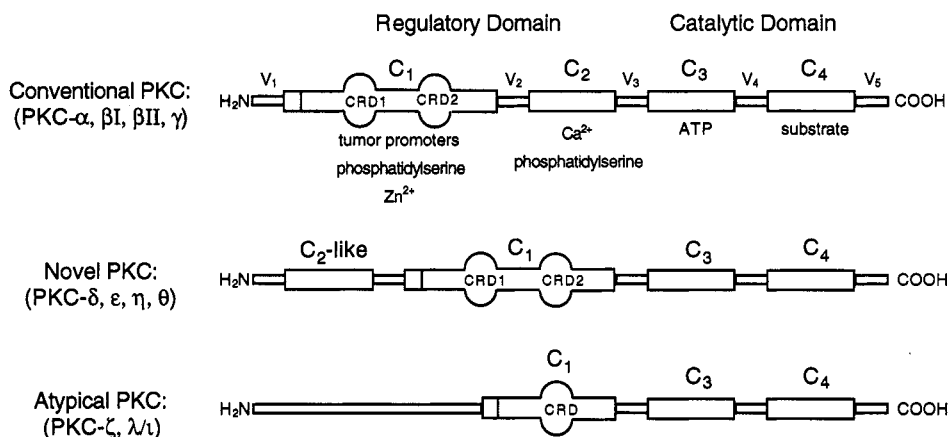 Regulatory Domain Catalytic Domain
Conventional PKC:
(PKC-α, βI, βII, γ)
H₂N V₁ C₁ V₂ C₂ V₃ C₃ V₄ C₄ V₅ COOH
CRD1 CRD2
tumor promoters
phosphatidylserine
Zn²⁺
Ca²⁺
phosphatidylserine
ATP
substrate
Novel PKC:
(PKC-δ, ε, η, θ)
H₂N C₂-like C₁ C₃ C₄ COOH
CRD1 CRD2
Atypical PKC:
(PKC-ζ, λ/ι)
H₂N C₁ C₃ C₄ COOH
CRD